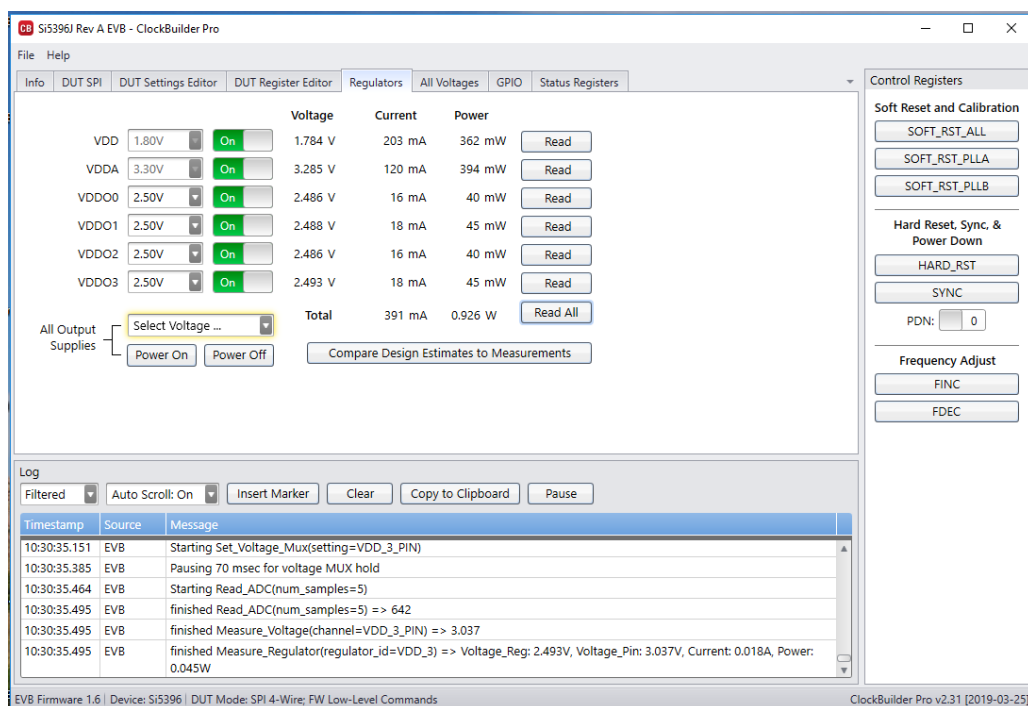 CB Si5396J Rev A EVB - ClockBuilder Pro
File Help
Info DUT SPI DUT Settings Editor DUT Register Editor Regulators All Voltages GPIO Status Registers
Voltage Current Power
VDD 1.80V On 1.784 V 203 mA 362 mW Read
VDDA 3.30V On 3.285 V 120 mA 394 mW Read
VDDO0 2.50V On 2.486 V 16 mA 40 mW Read
VDDO1 2.50V On 2.488 V 18 mA 45 mW Read
VDDO2 2.50V On 2.486 V 16 mA 40 mW Read
VDDO3 2.50V On 2.493 V 18 mA 45 mW Read
Total 391 mA 0.926 W Read All
All Output
Supplies
Select Voltage ...
Power On Power Off
Compare Design Estimates to Measurements
Control Registers
Soft Reset and Calibration
SOFT_RST_ALL
SOFT_RST_PLLA
SOFT_RST_PLLB
Hard Reset, Sync, &
Power Down
HARD_RST
SYNC
PDN: 0
Frequency Adjust
FINC
FDEC
Log
Filtered Auto Scroll: On Insert Marker Clear Copy to Clipboard Pause
Timestamp Source Message
10:30:35.151 EVB Starting Set_Voltage_Mux(setting=VDD_3_PIN)
10:30:35.385 EVB Pausing 70 msec for voltage MUX hold
10:30:35.464 EVB Starting Read_ADC(num_samples=5)
10:30:35.495 EVB finished Read_ADC(num_samples=5) => 642
10:30:35.495 EVB finished Measure_Voltage(channel=VDD_3_PIN) => 3.037
10:30:35.495 EVB finished Measure_Regulator(regulator_id=VDD_3) => Voltage_Reg: 2.493V, Voltage_Pin: 3.037V, Current: 0.018A, Power:
0.045W
EVB Firmware 1.6 Device: Si5396 DUT Mode: SPI 4-Wire; FW Low-Level Commands ClockBuilder Pro v2.31 [2019-03-25]